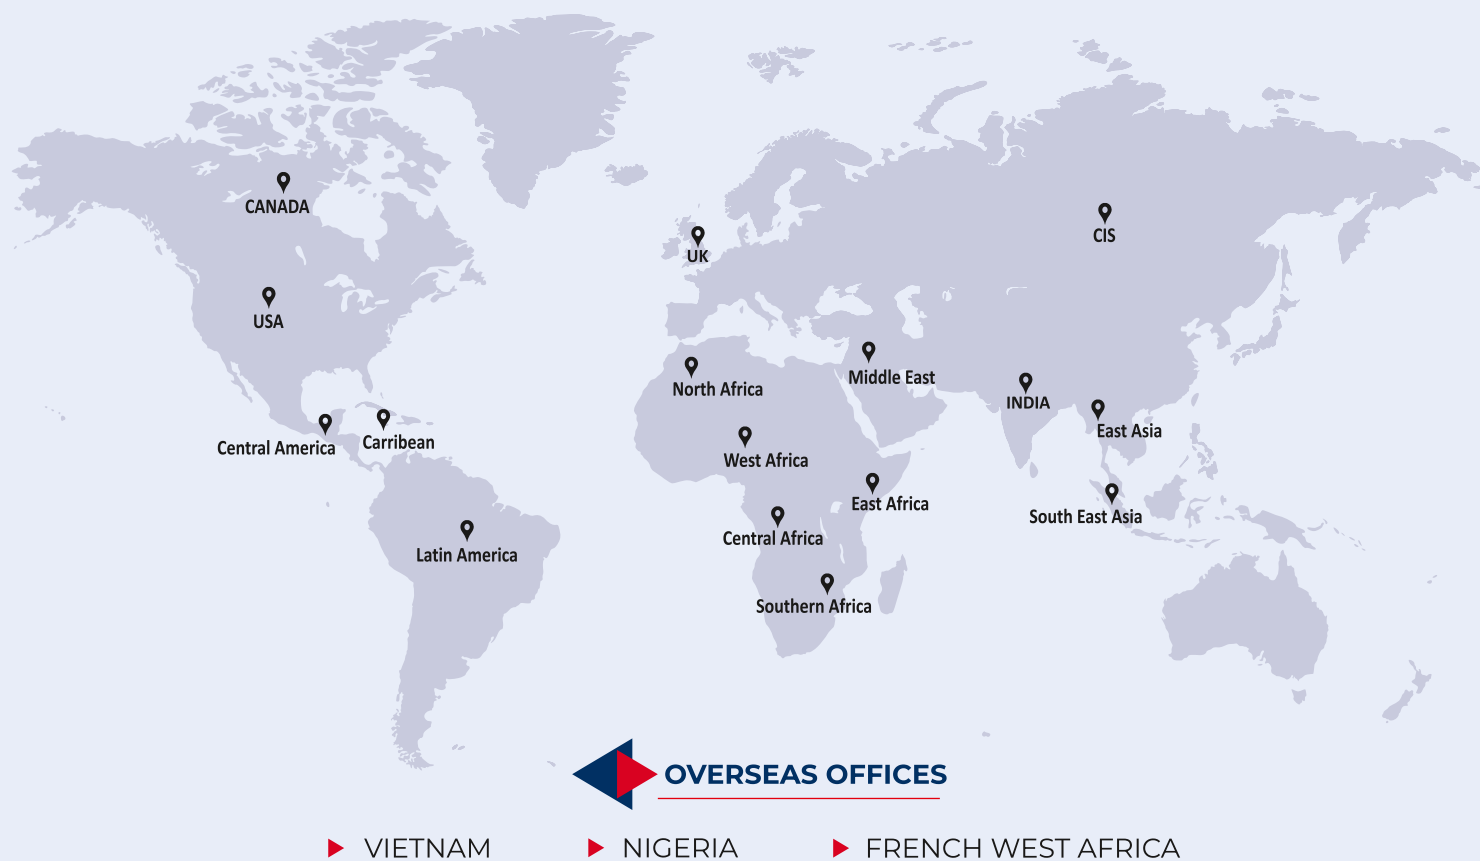 CANADA
CIS
UK
USA
Middle East
North Africa
INDIA
East Asia
Carribean
Central America
West Africa
East Africa
South East Asia
Central Africa
Latin America
Southern Africa
OVERSEAS OFFICES
VIETNAM
NIGERIA
FRENCH WEST AFRICA